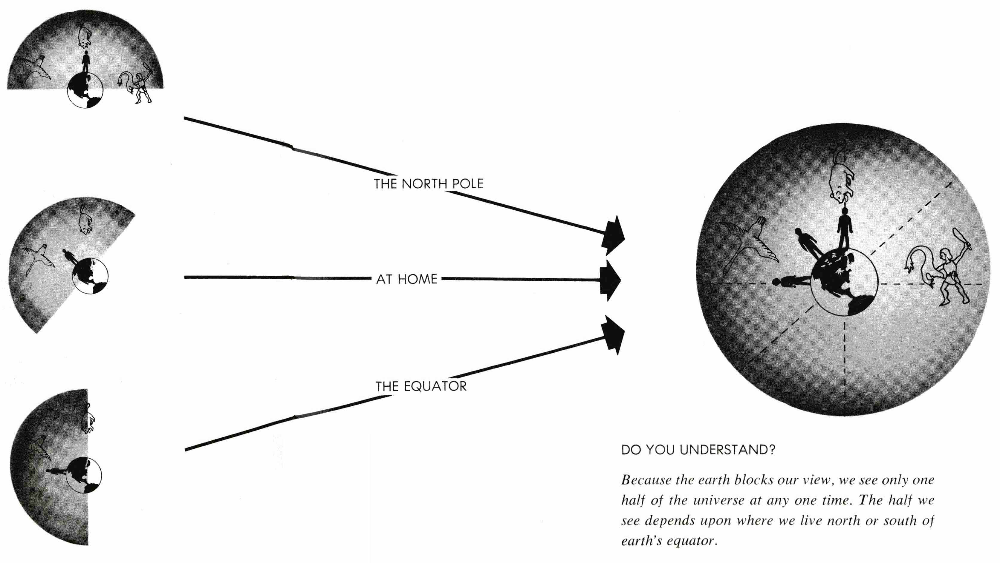 THE NORTH POLE
AT HOME
THE EQUATOR
DO YOU UNDERSTAND?
Because the earth blocks our view, we see only one
half of the universe at any one time. The half we
see depends upon where we live north or south of
earth's equator.